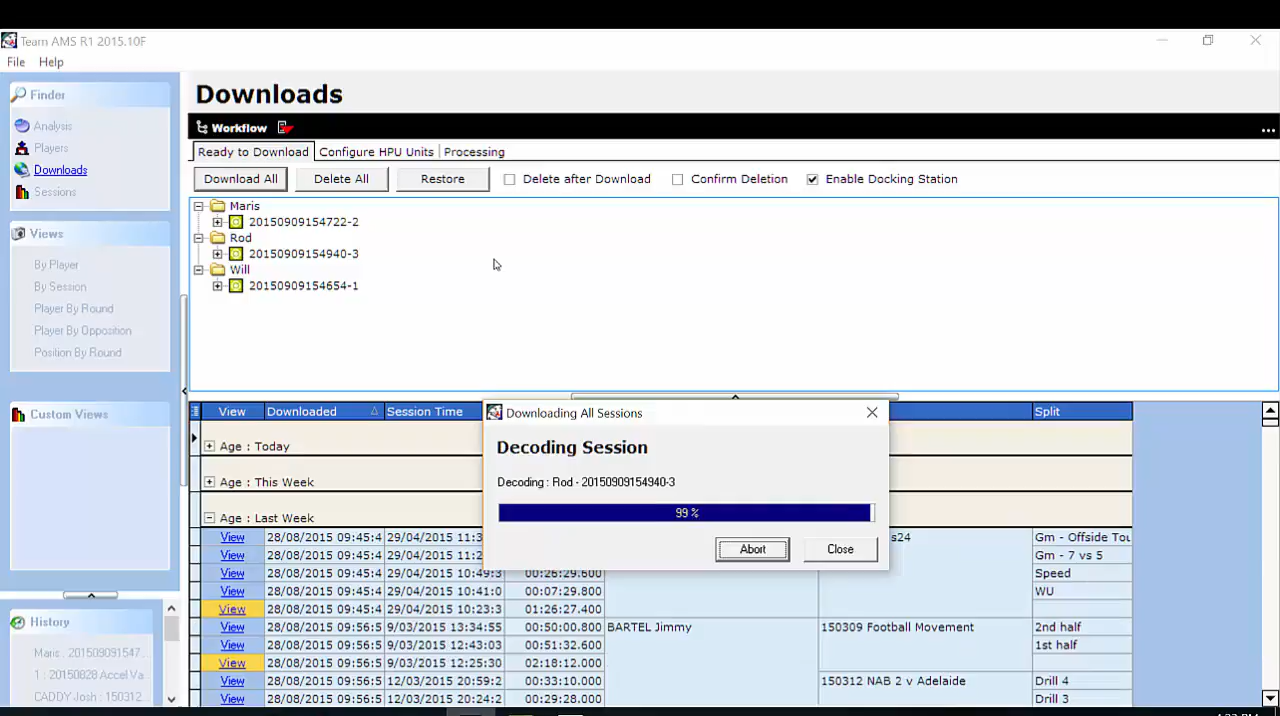 Team AMS R1 2015.10F
File Help
Finder
Analysis
Players
Downloads
Sessions
Views
By Player
By Session
Player By Round
Player By Opposition
Position By Round
Custom Views
History
Maris : 201509091547...
1 : 20150828 Accel Va
CADDY Josh : 150312...
Downloads
Workflow ...
Ready to Download Configure HPU Units Processing
Download All Delete All Restore Delete after Download Confirm Deletion Enable Docking Station
Maris
20150909154722-2
Rod
20150909154940-3
Will
20150909154654-1
View Downloaded Session Time Split
Age : Today
Age : This Week
Age : Last Week
View 28/08/2015 09:45:4 29/04/2015 11:3 s24 Gm - Offside Tou
View 28/08/2015 09:45:4 29/04/2015 11:2 Gm - 7 vs 5
View 28/08/2015 09:45:4 29/04/2015 10:49:3 00:26:29.600 Speed
View 28/08/2015 09:45:4 29/04/2015 10:41:0 00:07:29.800 WU
View 28/08/2015 09:45:4 29/04/2015 10:23:3 01:26:27.400
View 28/08/2015 09:56:5 9/03/2015 13:34:55 00:50:00.800 BARTEL Jimmy 150309 Football Movement 2nd half
View 28/08/2015 09:56:5 9/03/2015 12:43:03 00:51:32.600 1st half
View 28/08/2015 09:56:5 9/03/2015 12:25:30 02:18:12.000
View 28/08/2015 09:56:5 12/03/2015 20:59:2 00:33:10.000 150312 NAB 2 v Adelaide Drill 4
View 28/08/2015 09:56:5 12/03/2015 20:24:2 00:29:28.000 Drill 3
Downloading All Sessions
Decoding Session
Decoding : Rod - 20150909154940-3
99 %
Abort Close